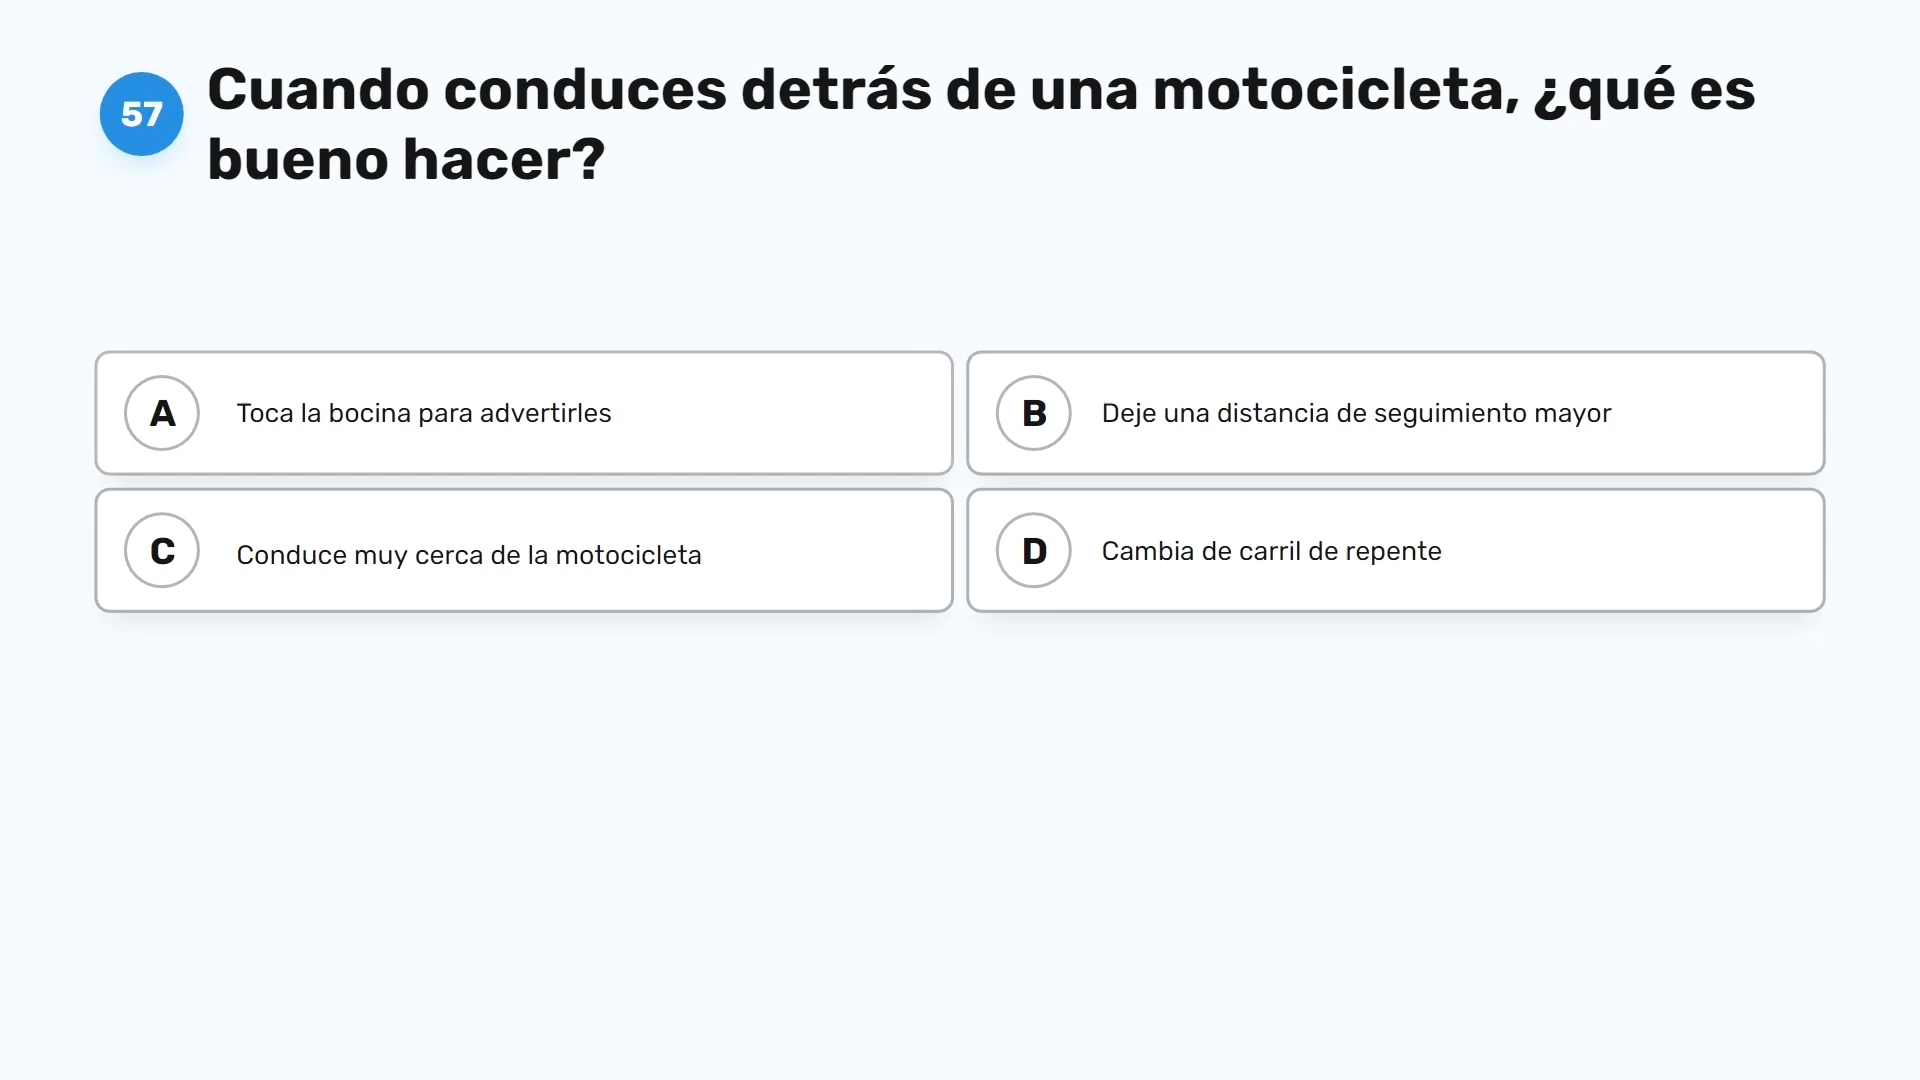 57
Cuando conduces detrás de una motocicleta, ¿qué es
bueno hacer?
A
Toca la bocina para advertirles
B
Deje una distancia de seguimiento mayor
C
Conduce muy cerca de la motocicleta
D
Cambia de carril de repente